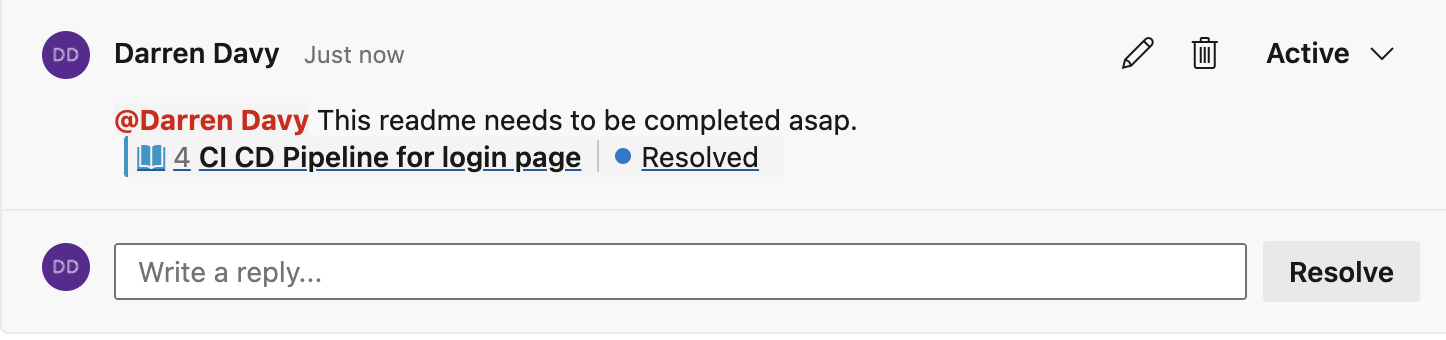 DD Darren Davy Just now Active
@Darren Davy This readme needs to be completed asap.
4 CI CD Pipeline for login page Resolved
DD Write a reply... Resolve